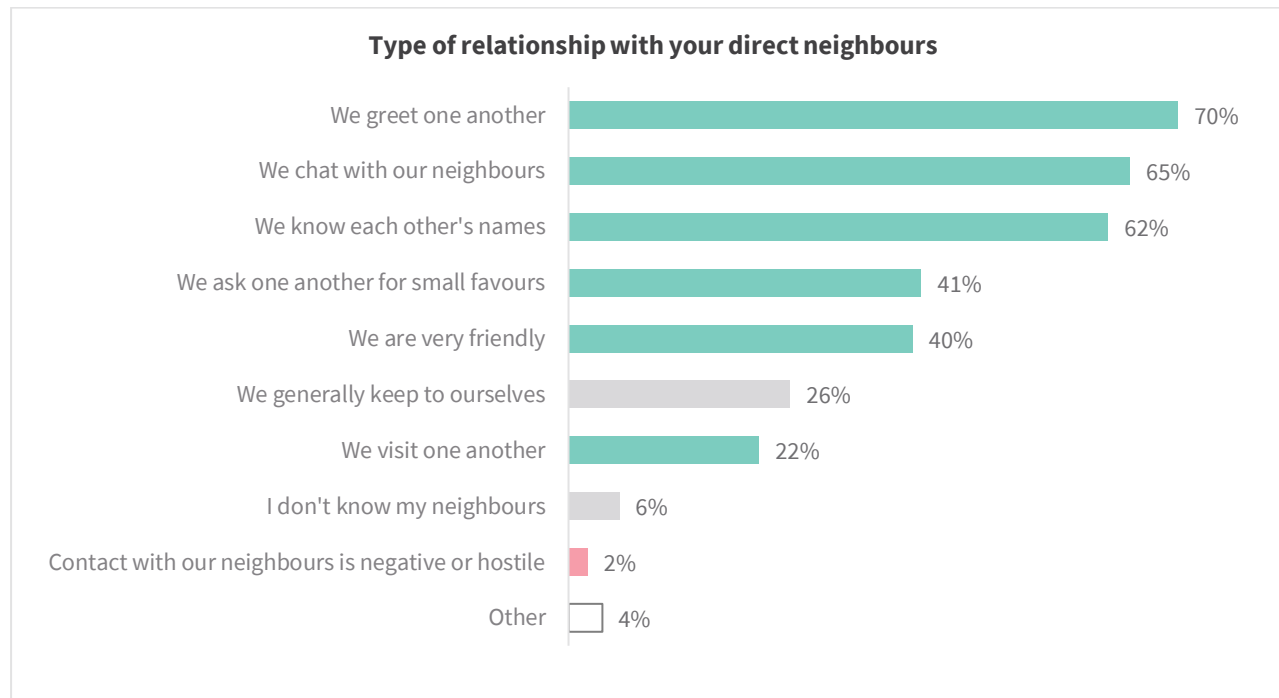 Type of relationship with your direct neighbours
We greet one another 70%
We chat with our neighbours 65%
We know each other's names 62%
We ask one another for small favours 41%
We are very friendly 40%
We generally keep to ourselves 26%
We visit one another 22%
I don't know my neighbours 6%
Contact with our neighbours is negative or hostile 2%
Other 4%